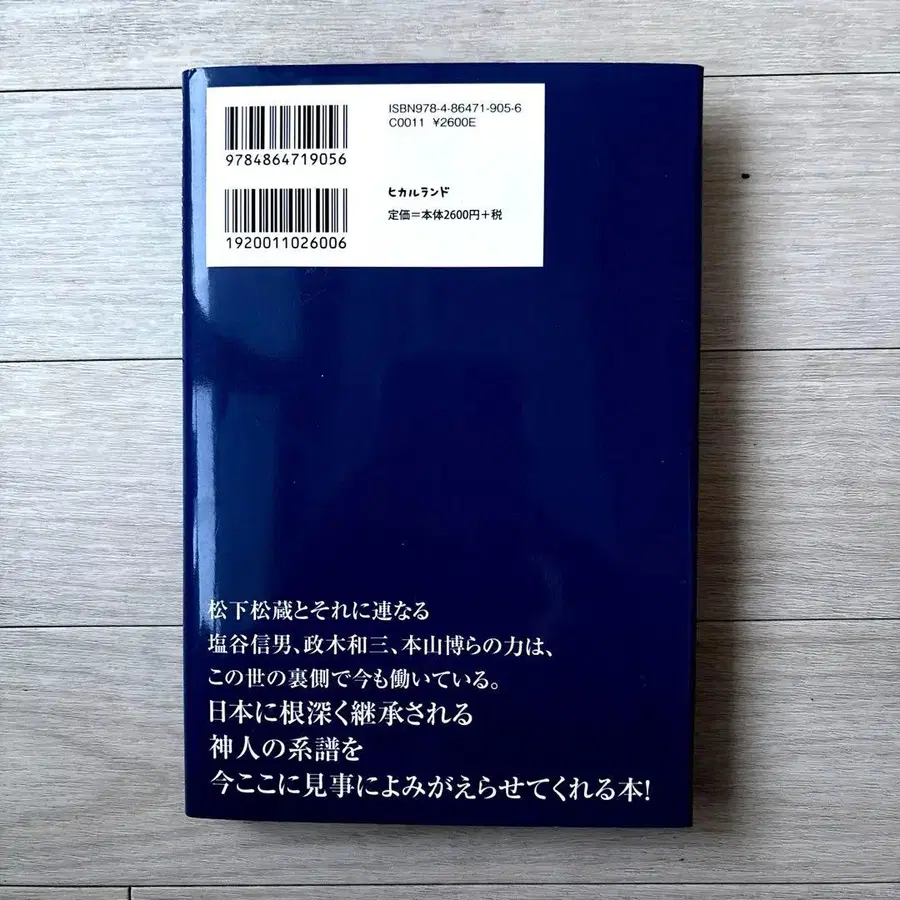 ISBN978-4-86471-905-6
C0011 ¥2600E
9784864719056
ヒカルランド
定価=本体2600円+税
1920011026006
松下松蔵とそれに連なる
塩谷信男、政木和三、本山博らの力は、
この世の裏側で今も働いている。
日本に根深く継承される
神人の系譜を
今ここに見事によみがえらせてくれる本!